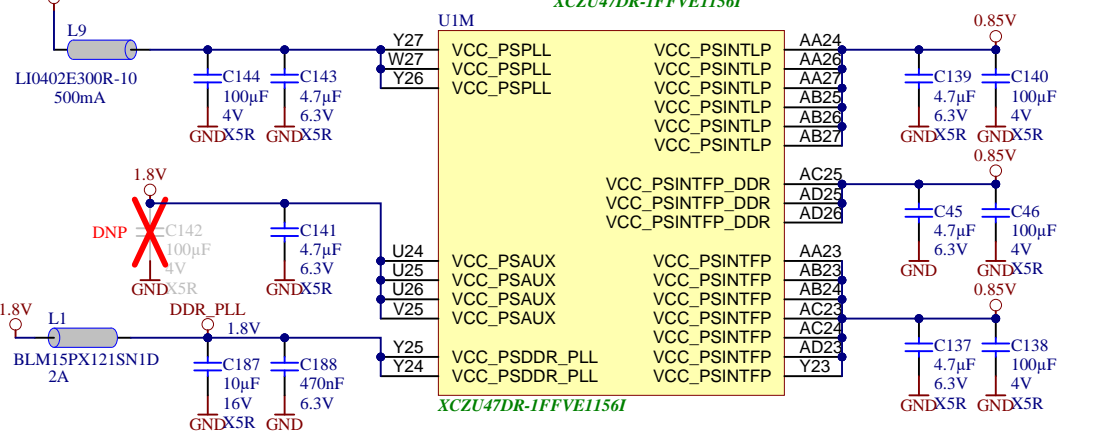 XCZU47DR-1FFVE1156I
U1M
L9
LI0402E300R-10
500mA
C144
100µF
4V
X5R
GND
C143
4.7µF
6.3V
X5R
GND
Y27
W27
Y26
VCC_PSPLL
VCC_PSPLL
VCC_PSPLL
1.8V
DNP
C142
100µF
4V
X5R
GND
C141
4.7µF
6.3V
X5R
GND
U24
U25
U26
V25
VCC_PSAUX
VCC_PSAUX
VCC_PSAUX
VCC_PSAUX
1.8V
L1
BLM15PX121SN1D
2A
DDR_PLL
1.8V
C187
10µF
16V
X5R
GND
C188
470nF
6.3V
GND
Y25
Y24
VCC_PSDDR_PLL
VCC_PSDDR_PLL
VCC_PSINTLP
VCC_PSINTLP
VCC_PSINTLP
VCC_PSINTLP
VCC_PSINTLP
VCC_PSINTLP
AA24
AA26
AA27
AB25
AB26
AB27
0.85V
C139
4.7µF
6.3V
X5R
GND
C140
100µF
4V
X5R
GND
VCC_PSINTFP_DDR
VCC_PSINTFP_DDR
VCC_PSINTFP_DDR
AC25
AD25
AD26
0.85V
C45
4.7µF
6.3V
GND
C46
100µF
4V
X5R
GND
VCC_PSINTFP
VCC_PSINTFP
VCC_PSINTFP
VCC_PSINTFP
VCC_PSINTFP
VCC_PSINTFP
VCC_PSINTFP
AA23
AB23
AB24
AC23
AC24
AD23
Y23
0.85V
C137
4.7µF
6.3V
X5R
GND
C138
100µF
4V
X5R
GND
XCZU47DR-1FFVE1156I